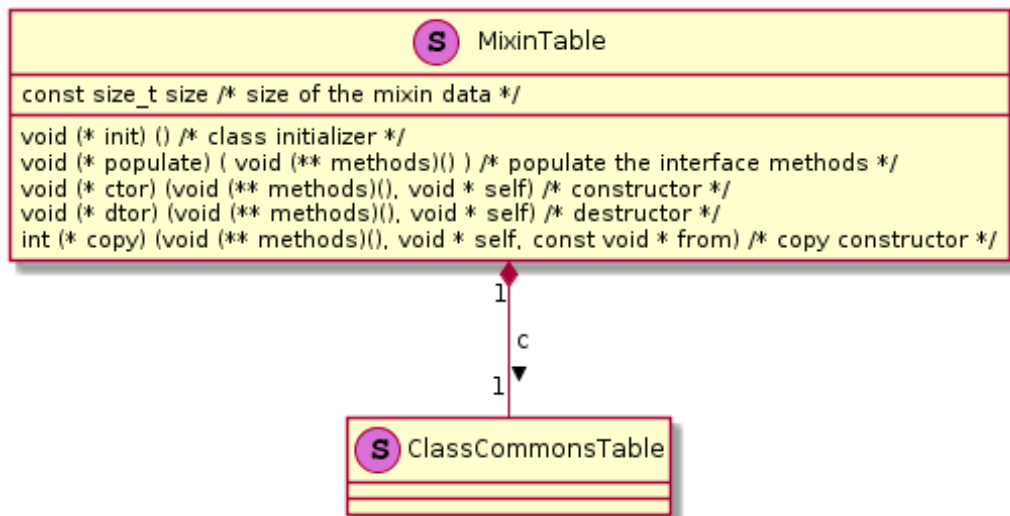 S MixinTable
const size_t size /* size of the mixin data */
void (* init) () /* class initializer */
void (* populate) ( void (** methods)() ) /* populate the interface methods */
void (* ctor) (void (** methods)(), void * self) /* constructor */
void (* dtor) (void (** methods)(), void * self) /* destructor */
int (* copy) (void (** methods)(), void * self, const void * from) /* copy constructor */
1
c
1
S ClassCommonsTable